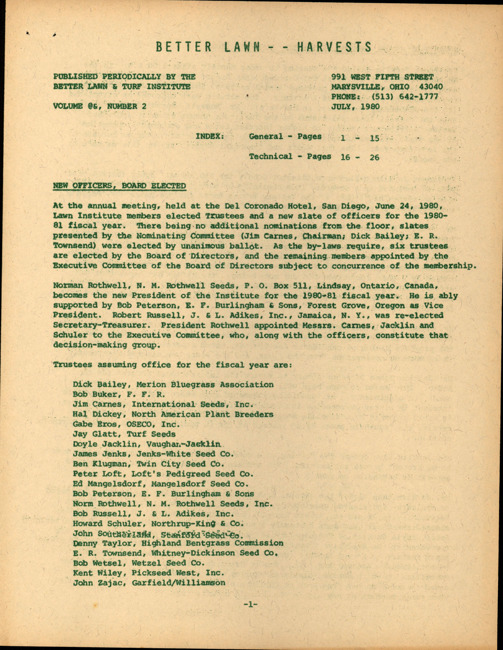 BETTER LAWN - - HARVESTS
PUBLISHED PERIODICALLY BY THE
BETTER LAWN & TURF INSTITUTE
VOLUME @6, NUMBER 2
991 WEST FIFTH STREET
MARYSVILLE, OHIO 43040
PHONE: (513) 642-1777
JULY, 1980
INDEX: General - Pages 1 - 15
Technical - Pages 16 - 26
NEW OFFICERS, BOARD ELECTED
At the annual meeting, held at the Del Coronado Hotel, San Diego, June 24, 1980,
Lawn Institute members elected Trustees and a new slate of officers for the 1980-
81 fiscal year. There being no additional nominations from the floor, slates
presented by the Nominating Committee (Jim Carnes, Chairman; Dick Bailey; E. R.
Townsend) were elected by unanimous ballot. As the by-laws require, six trustees
are elected by the Board of Directors, and the remaining members appointed by the
Executive Committee of the Board of Directors subject to concurrence of the membership.
Norman Rothwell, N. M. Rothwell Seeds, P. O. Box 511, Lindsay, Ontario, Canada,
becomes the new President of the Institute for the 1980-81 fiscal year. He is ably
supported by Bob Peterson, E. F. Burlingham & Sons, Forest Grove, Oregon as Vice
President. Robert Russell, J. & L. Adikes, Inc., Jamaica, N. Y., was re-elected
Secretary-Treasurer. President Rothwell appointed Messrs. Carnes, Jacklin and
Schuler to the Executive Committee, who, along with the officers, constitute that
decision-making group.
Trustees assuming office for the fiscal year are:
Dick Bailey, Merion Bluegrass Association
Bob Buker, F. F. R.
Jim Carnes, International Seeds, Inc.
Hal Dickey, North American Plant Breeders
Gabe Eros, OSECO, Inc.
Jay Glatt, Turf Seeds
Doyle Jacklin, Vaughan-Jacklin
James Jenks, Jenks-White Seed Co.
Ben Klugman, Twin City Seed Co.
Peter Loft, Loft's Pedigreed Seed Co.
Ed Mangelsdorf, Mangelsdorf Seed Co.
Bob Peterson, E. F. Burlingham & Sons
Norm Rothwell, N. M. Rothwell Seeds, Inc.
Bob Russell, J. & L. Adikes, Inc.
Howard Schuler, Northrup-King & Co.
John Southarland, Stanford Seed Co.
Denny Taylor, Highland Bentgrass Commission
E. R. Townsend, Whitney-Dickinson Seed Co.
Bob Wetsel, Wetzel Seed Co.
Kent Wiley, Pickseed West, Inc.
John Zajac, Garfield/Williamson
-1-